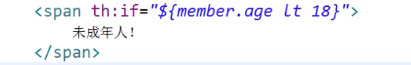 <span th:if="${member.age lt 18}">
未成年人!
</span>